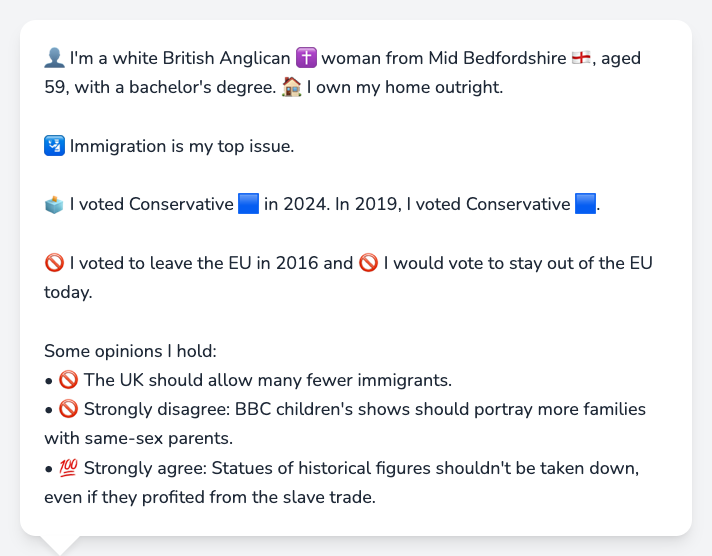 👤 I'm a white British Anglican ✝️ woman from Mid Bedfordshire 🏴󠁧󠁢󠁥󠁮󠁧󠁿, aged
59, with a bachelor's degree. 🏠 I own my home outright.
🛂 Immigration is my top issue.
🗳️ I voted Conservative 🟦 in 2024. In 2019, I voted Conservative 🟦.
🚫 I voted to leave the EU in 2016 and 🚫 I would vote to stay out of the EU
today.
Some opinions I hold:
• 🚫 The UK should allow many fewer immigrants.
• 🚫 Strongly disagree: BBC children's shows should portray more families
with same-sex parents.
• 💯 Strongly agree: Statues of historical figures shouldn't be taken down,
even if they profited from the slave trade.